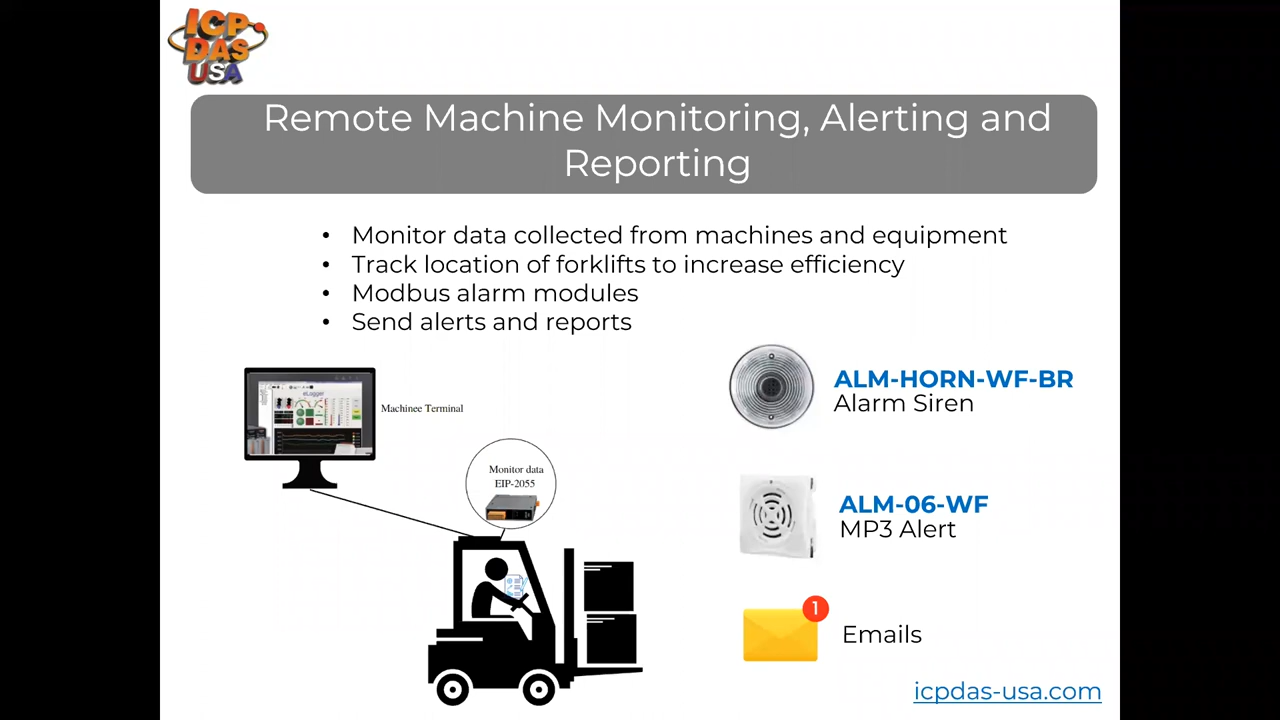 ICP
DAS
USA
Remote Machine Monitoring, Alerting and
Reporting
• Monitor data collected from machines and equipment
• Track location of forklifts to increase efficiency
• Modbus alarm modules
• Send alerts and reports
eLogger
Machinee Terminal
Monitor data
EIP-2055
ALM-HORN-WF-BR
Alarm Siren
ALM-06-WF
MP3 Alert
1
Emails
icpdas-usa.com